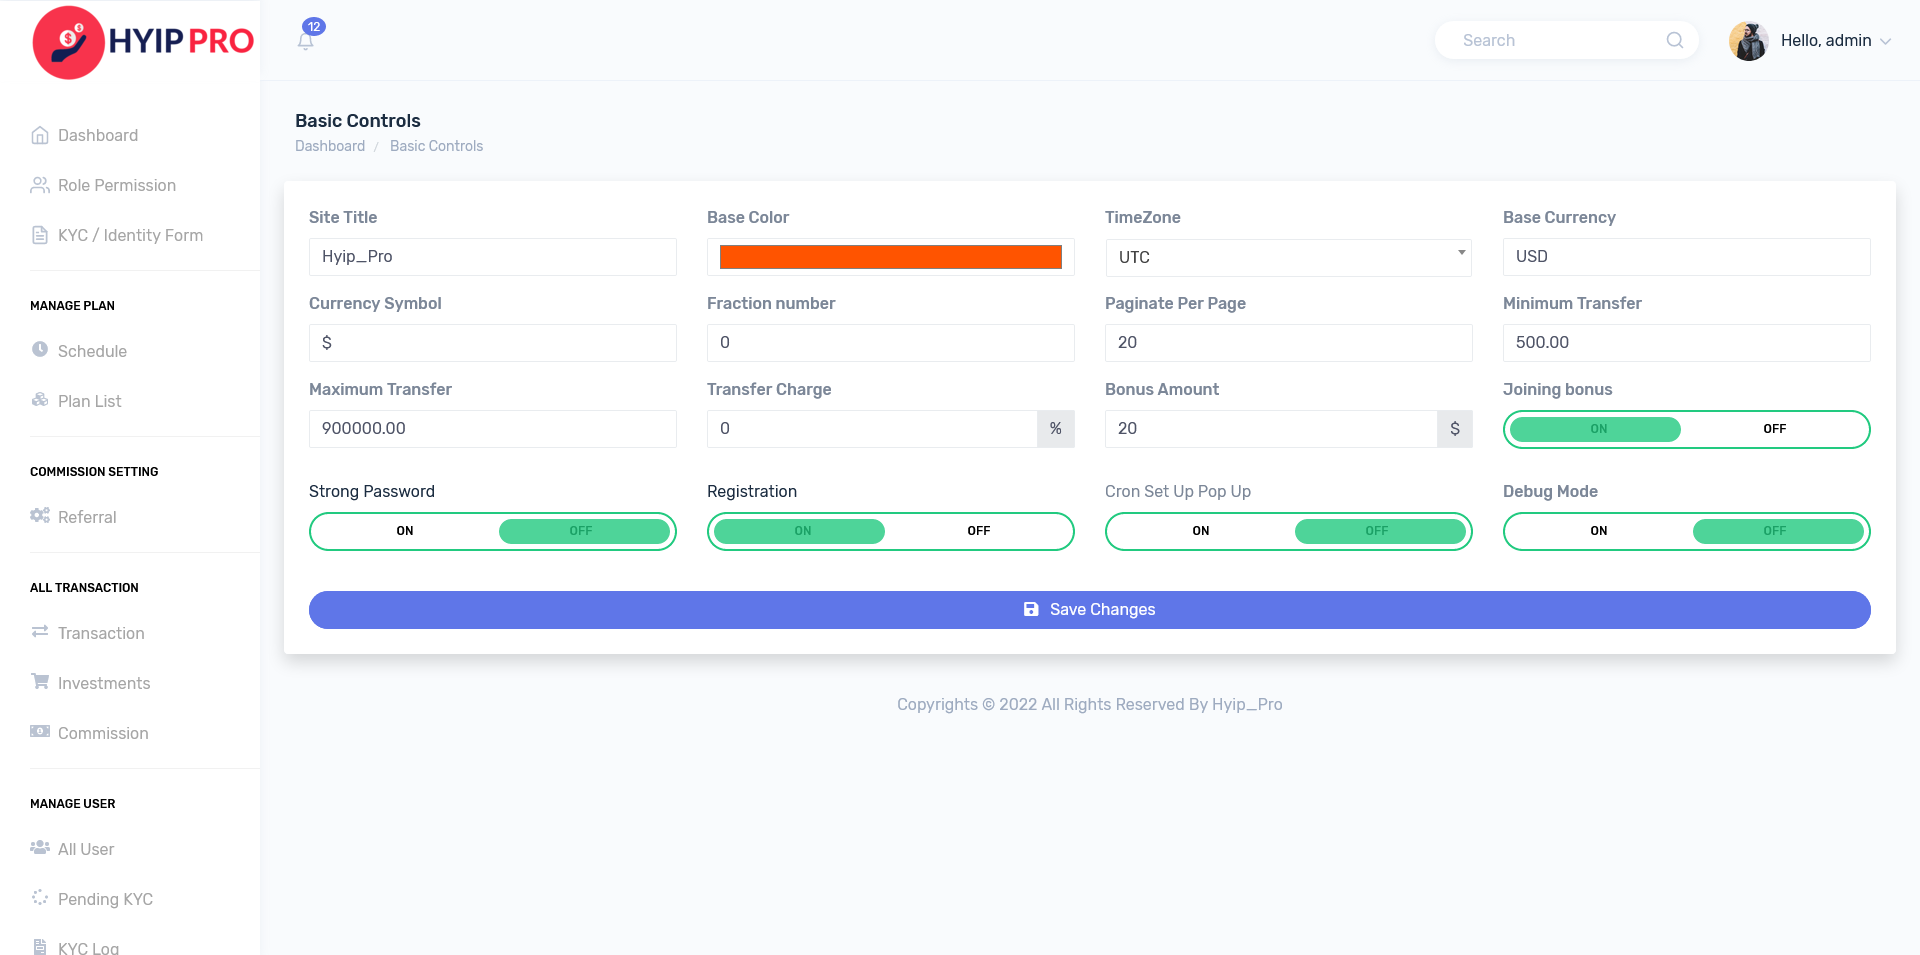 HYIP PRO
12
Search
Hello, admin
Dashboard
Role Permission
KYC / Identity Form
MANAGE PLAN
Schedule
Plan List
COMMISSION SETTING
Referral
ALL TRANSACTION
Transaction
Investments
Commission
MANAGE USER
All User
Pending KYC
KYC Log
Basic Controls
Dashboard / Basic Controls
Site Title
Hyip_Pro
Base Color
TimeZone
UTC
Base Currency
USD
Currency Symbol
$
Fraction number
0
Paginate Per Page
20
Minimum Transfer
500.00
Maximum Transfer
900000.00
Transfer Charge
0 %
Bonus Amount
20 $
Joining bonus
ON OFF
Strong Password
ON OFF
Registration
ON OFF
Cron Set Up Pop Up
ON OFF
Debug Mode
ON OFF
Save Changes
Copyrights © 2022 All Rights Reserved By Hyip_Pro